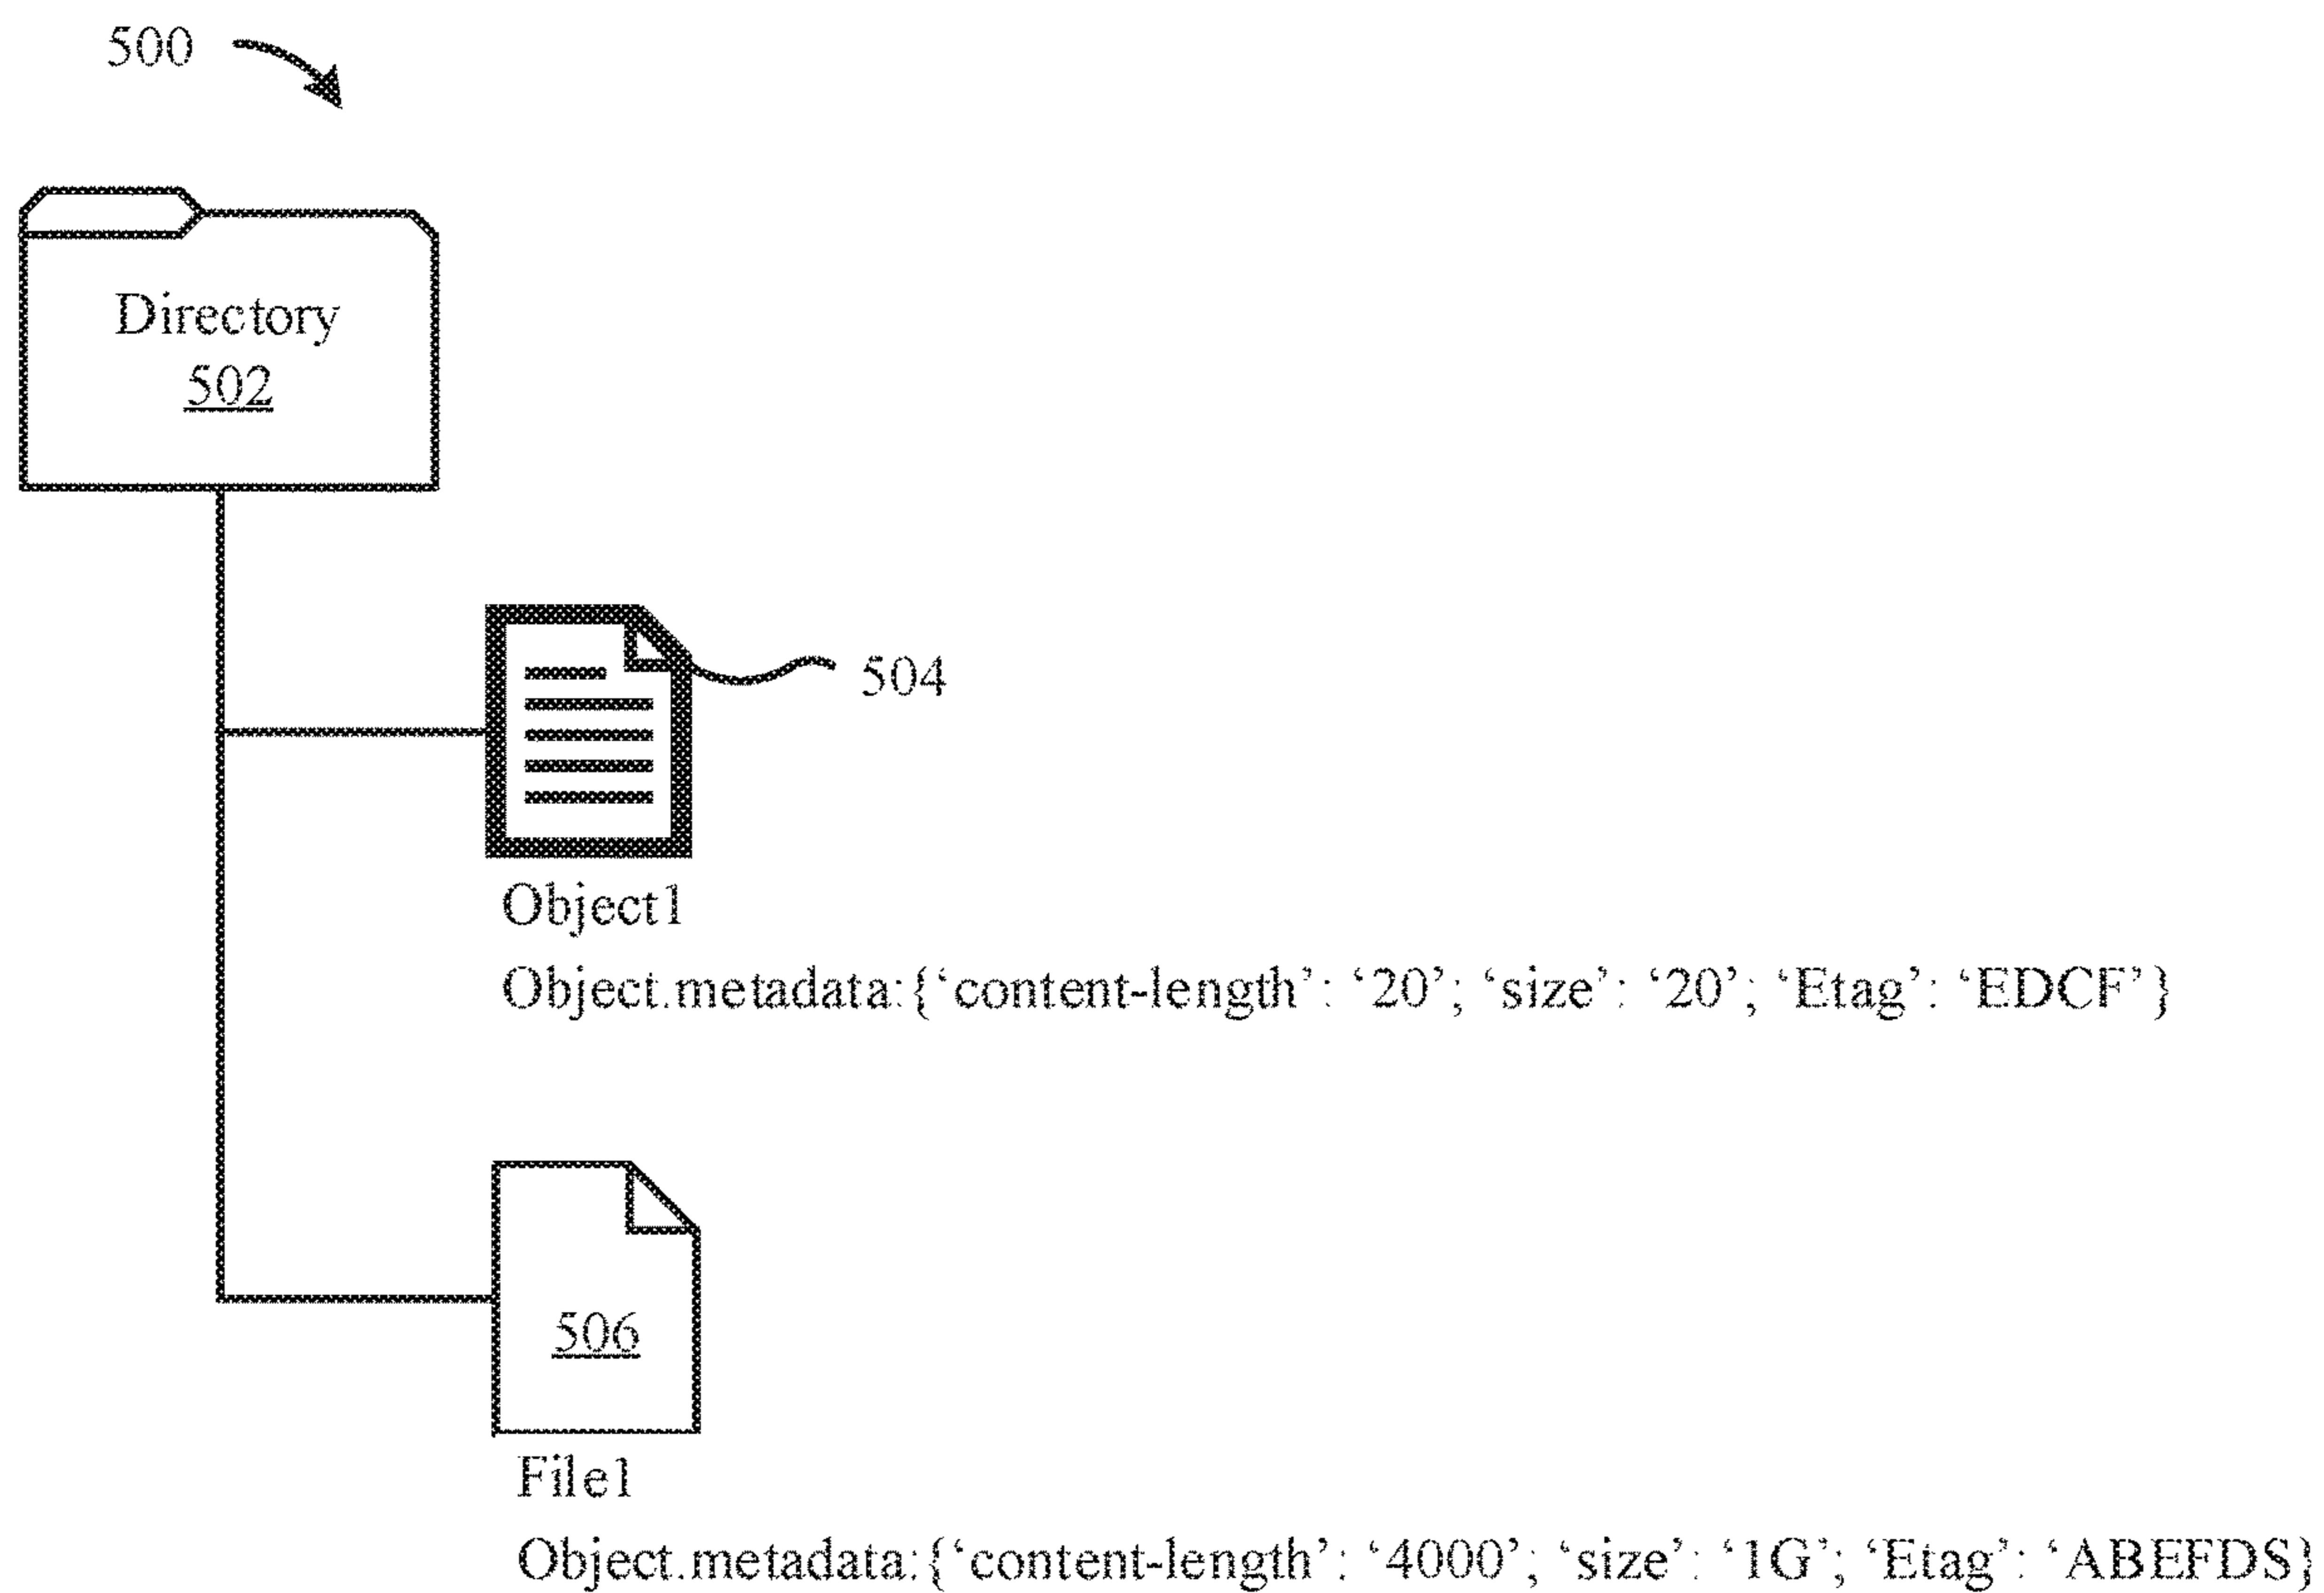 500
Directory
502
504
Object1
Object.metadata:{‘content-length’: ‘20’; ‘size’: ‘20’; ‘Etag’: ‘EDCF’}
506
File1
Object.metadata:{‘content-length’: ‘4000’; ‘size’: ‘1G’; ‘Etag’: ‘ABEFDS}